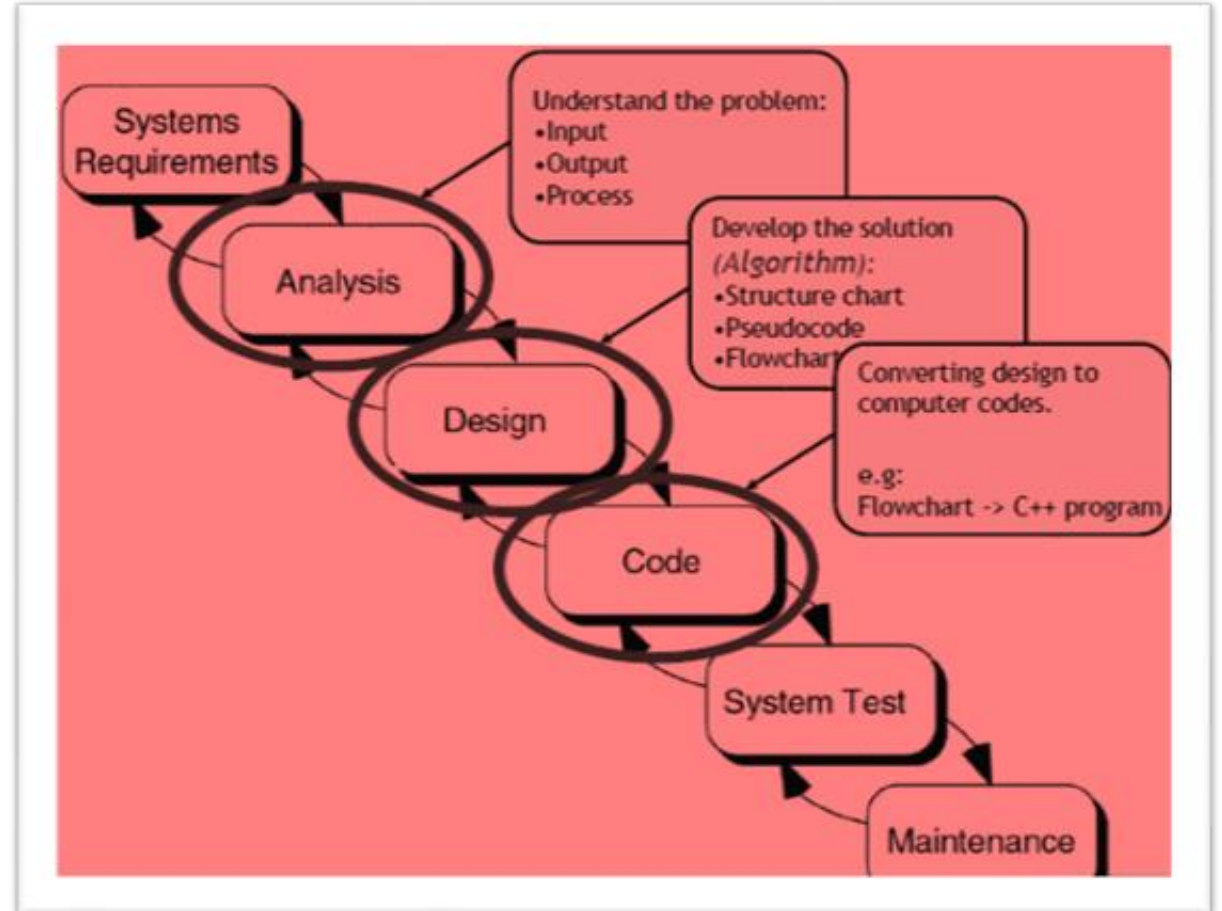 Systems
Requirements
Understand the problem:
•Input
•Output
•Process
Analysis
Develop the solution
(Algorithm):
•Structure chart
•Pseudocode
•Flowchart
Design
Converting design to
computer codes.
e.g:
Flowchart -> C++ program
Code
System Test
Maintenance